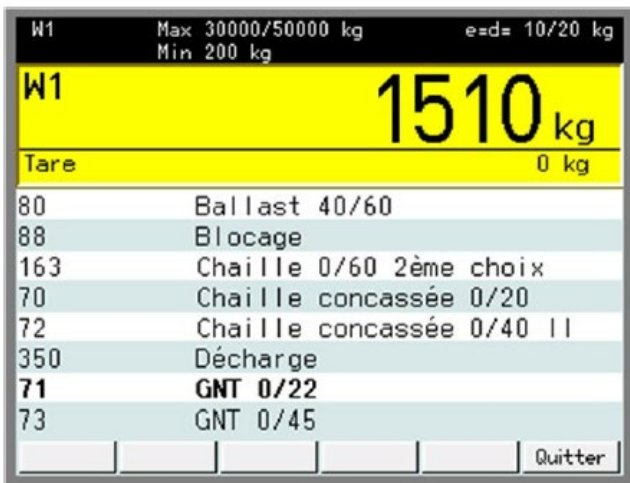 W1 Max 30000/50000 kg e=d= 10/20 kg
Min 200 kg
W1 1510 kg
Tare 0 kg
80 Ballast 40/60
88 Blocage
163 Chaille 0/60 2ème choix
70 Chaille concassée 0/20
72 Chaille concassée 0/40 ||
350 Décharge
71 GNT 0/22
73 GNT 0/45
Quitter